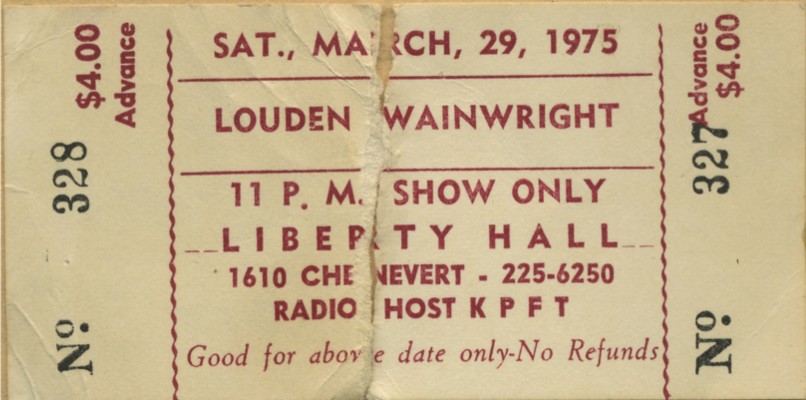 $4.00
Advance
Nº 328
SAT., MARCH, 29, 1975
LOUDEN WAINWRIGHT
11 P. M. SHOW ONLY
LIBERTY HALL
1610 CHENEVERT - 225-6250
RADIO HOST K P F T
Good for above date only-No Refunds
Advance
$4.00
Nº 327